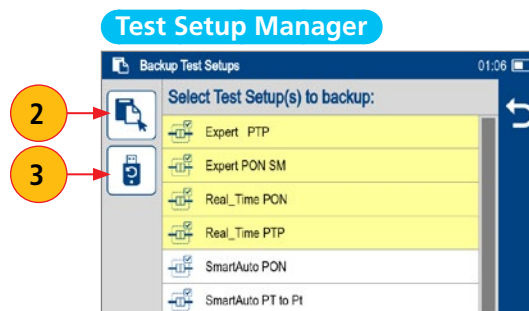 Test Setup Manager
Backup Test Setups 01:06
Select Test Setup(s) to backup:
2
Expert PTP
3
Expert PON SM
Real_Time PON
Real_Time PTP
SmartAuto PON
SmartAuto PT to Pt